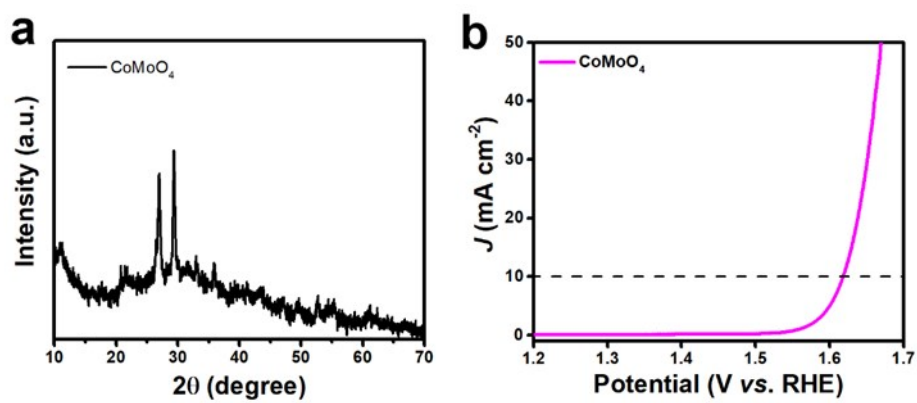 a
CoMoO₄
Intensity (a.u.)
10 20 30 40 50 60 70
2θ (degree)
b
CoMoO₄
J (mA cm⁻²)
50
40
30
20
10
0
1.2 1.3 1.4 1.5 1.6 1.7
Potential (V vs. RHE)